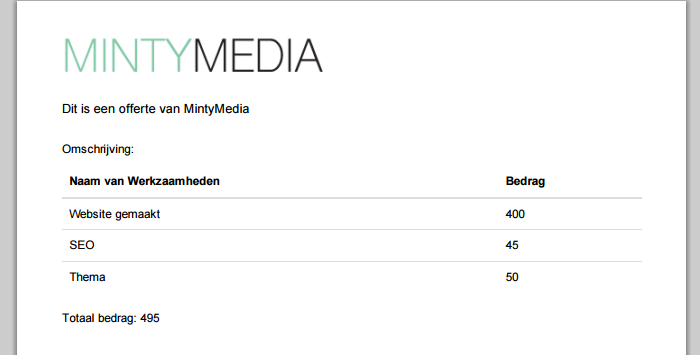 MINTYMEDIA
Dit is een offerte van MintyMedia
Omschrijving:
Naam van Werkzaamheden Bedrag
Website gemaakt 400
SEO 45
Thema 50
Totaal bedrag: 495